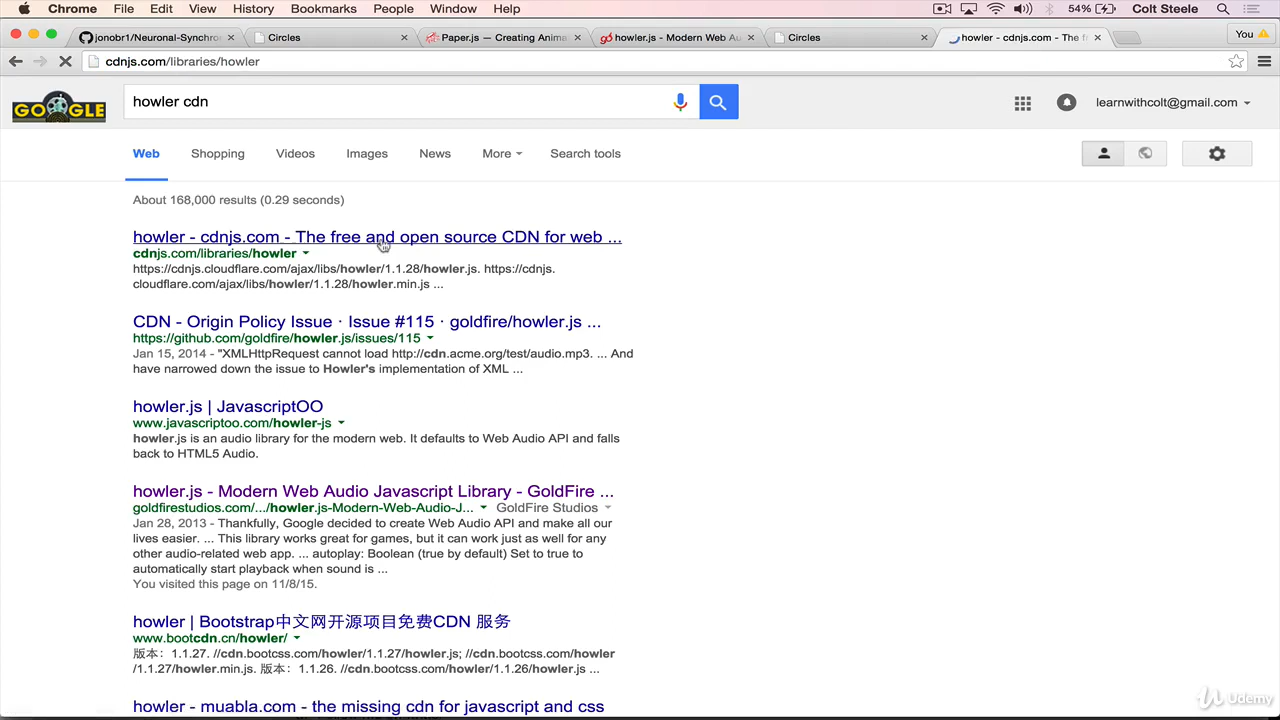 Chrome File Edit View History Bookmarks People Window Help 54% Colt Steele
jonobr1/Neuronal-Synchro Circles Paper.js — Creating Anima howler.js - Modern Web Au Circles howler - cdnjs.com - The fr You
cdnjs.com/libraries/howler
GOOGLE howler cdn learnwithcolt@gmail.com
Web Shopping Videos Images News More Search tools
About 168,000 results (0.29 seconds)
howler - cdnjs.com - The free and open source CDN for web ...
cdnjs.com/libraries/howler
https://cdnjs.cloudflare.com/ajax/libs/howler/1.1.28/howler.js. https://cdnjs.
cloudflare.com/ajax/libs/howler/1.1.28/howler.min.js ...
CDN - Origin Policy Issue · Issue #115 · goldfire/howler.js ...
https://github.com/goldfire/howler.js/issues/115
Jan 15, 2014 - "XMLHttpRequest cannot load http://cdn.acme.org/test/audio.mp3. ... And
have narrowed down the issue to Howler's implementation of XML ...
howler.js | JavascriptOO
www.javascriptoo.com/howler-js
howler.js is an audio library for the modern web. It defaults to Web Audio API and falls
back to HTML5 Audio.
howler.js - Modern Web Audio Javascript Library - GoldFire ...
goldfirestudios.com/.../howler.js-Modern-Web-Audio-J... GoldFire Studios
Jan 28, 2013 - Thankfully, Google decided to create Web Audio API and make all our
lives easier. ... This library works great for games, but it can work just as well for any
other audio-related web app. ... autoplay: Boolean (true by default) Set to true to
automatically start playback when sound is ...
You visited this page on 11/8/15.
howler | Bootstrap中文网开源项目免费CDN 服务
www.bootcdn.cn/howler/
版本：1.1.27. //cdn.bootcss.com/howler/1.1.27/howler.js; //cdn.bootcss.com/howler
/1.1.27/howler.min.js. 版本：1.1.26. //cdn.bootcss.com/howler/1.1.26/howler.js ...
howler - muabla.com - the missing cdn for javascript and css
Udemy